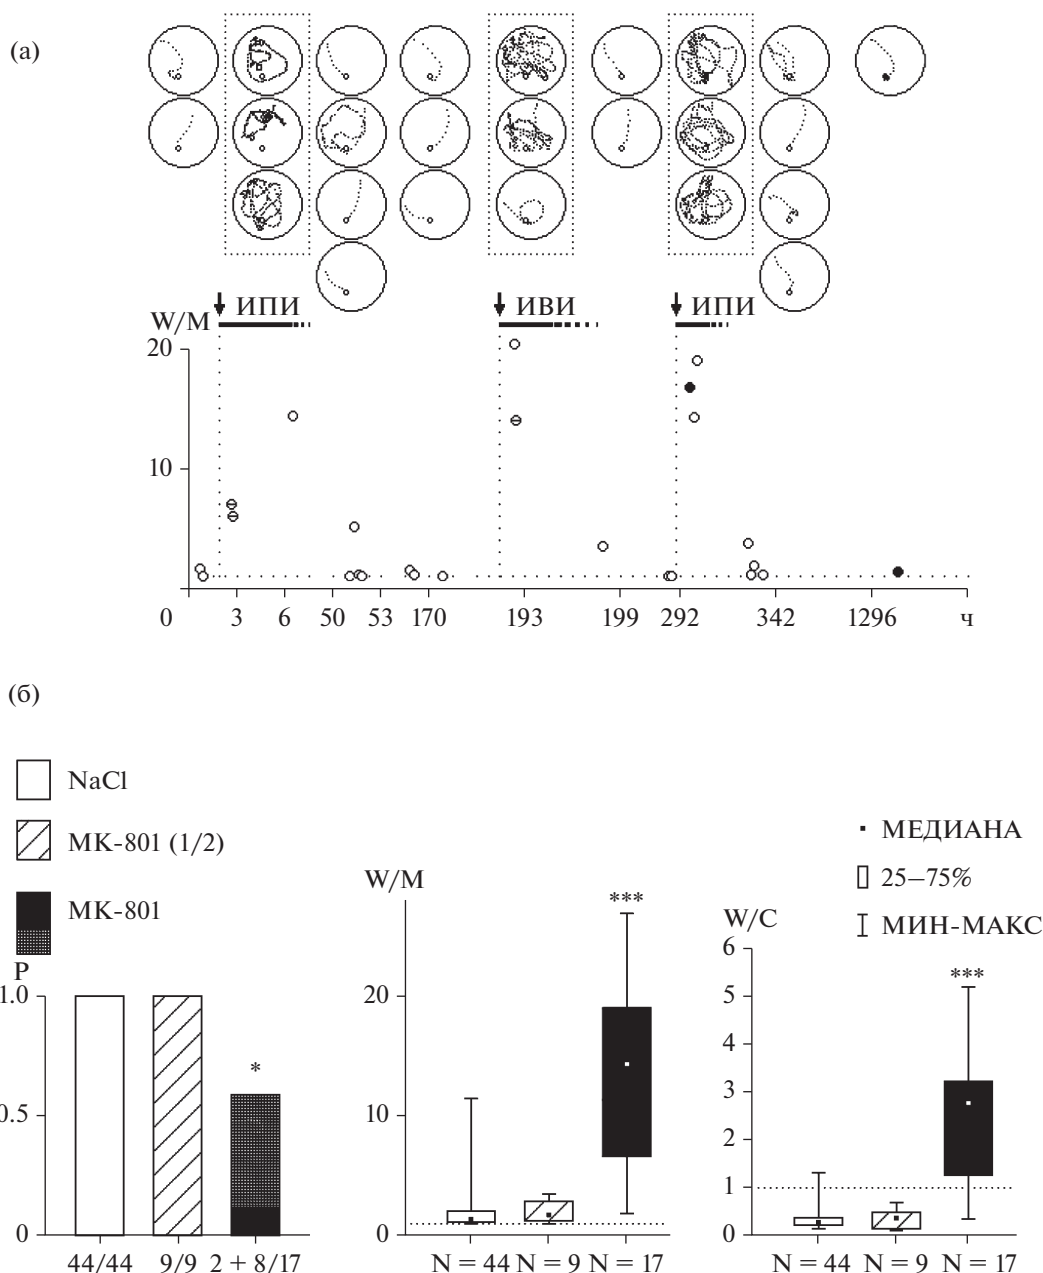 (а)
ИПИ ИВИ ИПИ
W/M
20
10
0 3 6 50 53 170 193 199 292 342 1296 ч
(б)
NaCl
MK-801 (1/2)
MK-801
P
1.0
0.5
0
44/44 9/9 2 + 8/17
*
W/M
20
10
0
***
N = 44 N = 9 N = 17
МЕДИАНА
25–75%
МИН-МАКС
W/C
6
5
4
3
2
1
0
***
N = 44 N = 9 N = 17